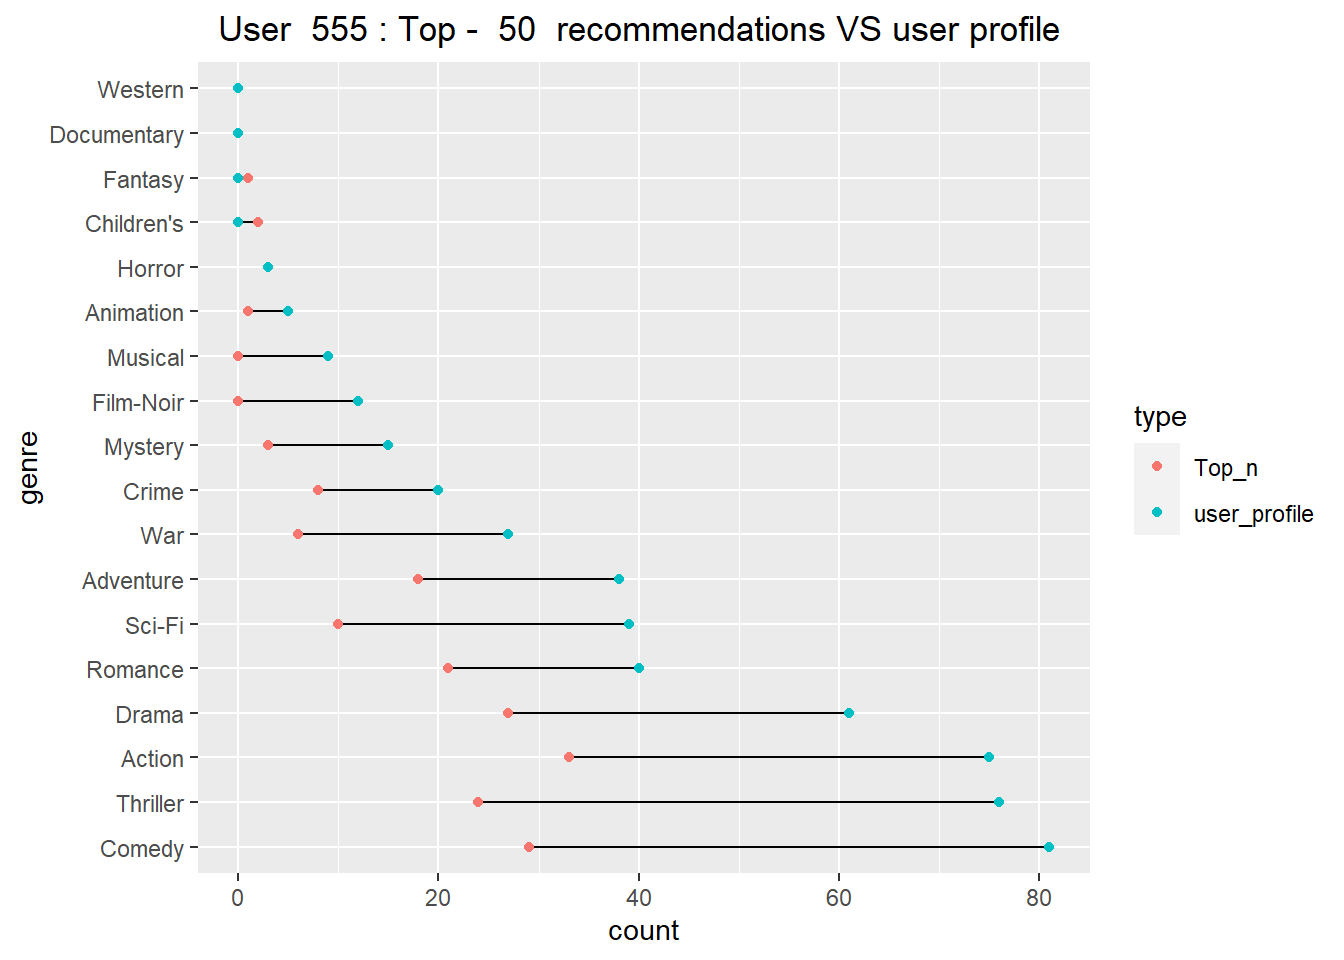 User  555 : Top -  50  recommendations VS user profile
genre
Western
Documentary
Fantasy
Children's
Horror
Animation
Musical
Film-Noir
Mystery
Crime
War
Adventure
Sci-Fi
Romance
Drama
Action
Thriller
Comedy
0 20 40 60 80
count
type
Top_n
user_profile